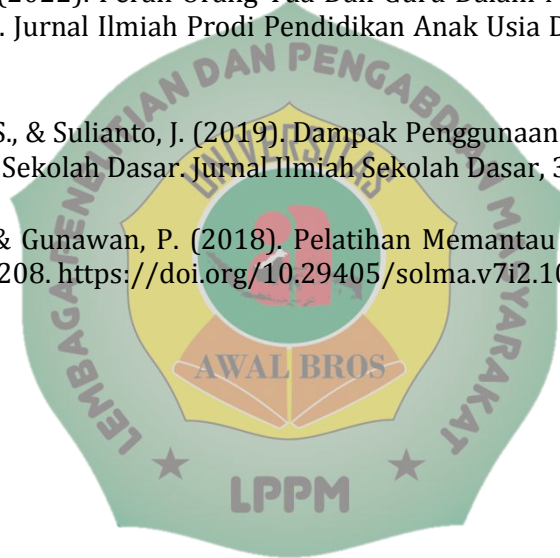 (2022). Peran Orang Tua Dan Guru Dalam
. Jurnal Ilmiah Prodi Pendidikan Anak Usia D
S., & Sulianto, J. (2019). Dampak Penggunaan
Sekolah Dasar. Jurnal Ilmiah Sekolah Dasar, 3
& Gunawan, P. (2018). Pelatihan Memantau
208. https://doi.org/10.29405/solma.v7i2.10
LEMBAGA PENELITIAN DAN PENGABDIAN MASYARAKAT
UNIVERSITAS
AWAL BROS
LPPM